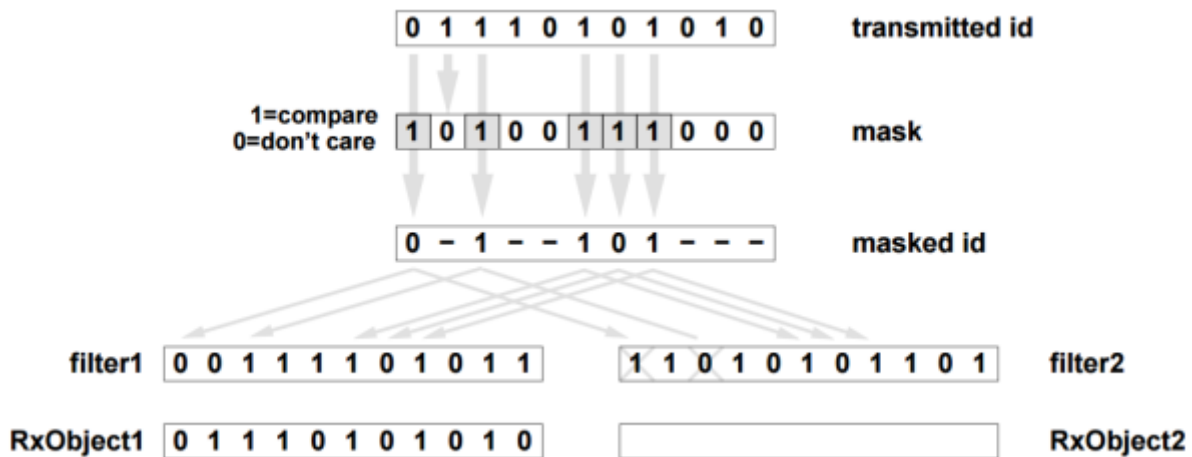 0 1 1 1 0 1 0 1 0 1 0 transmitted id
1=compare
0=don't care
1 0 1 0 0 1 1 1 0 0 0 mask
0 – 1 – – 1 0 1 – – – masked id
filter1 0 0 1 1 1 1 0 1 0 1 1 1 1 0 1 0 1 0 1 1 0 1 filter2
RxObject1 0 1 1 1 0 1 0 1 0 1 0 RxObject2